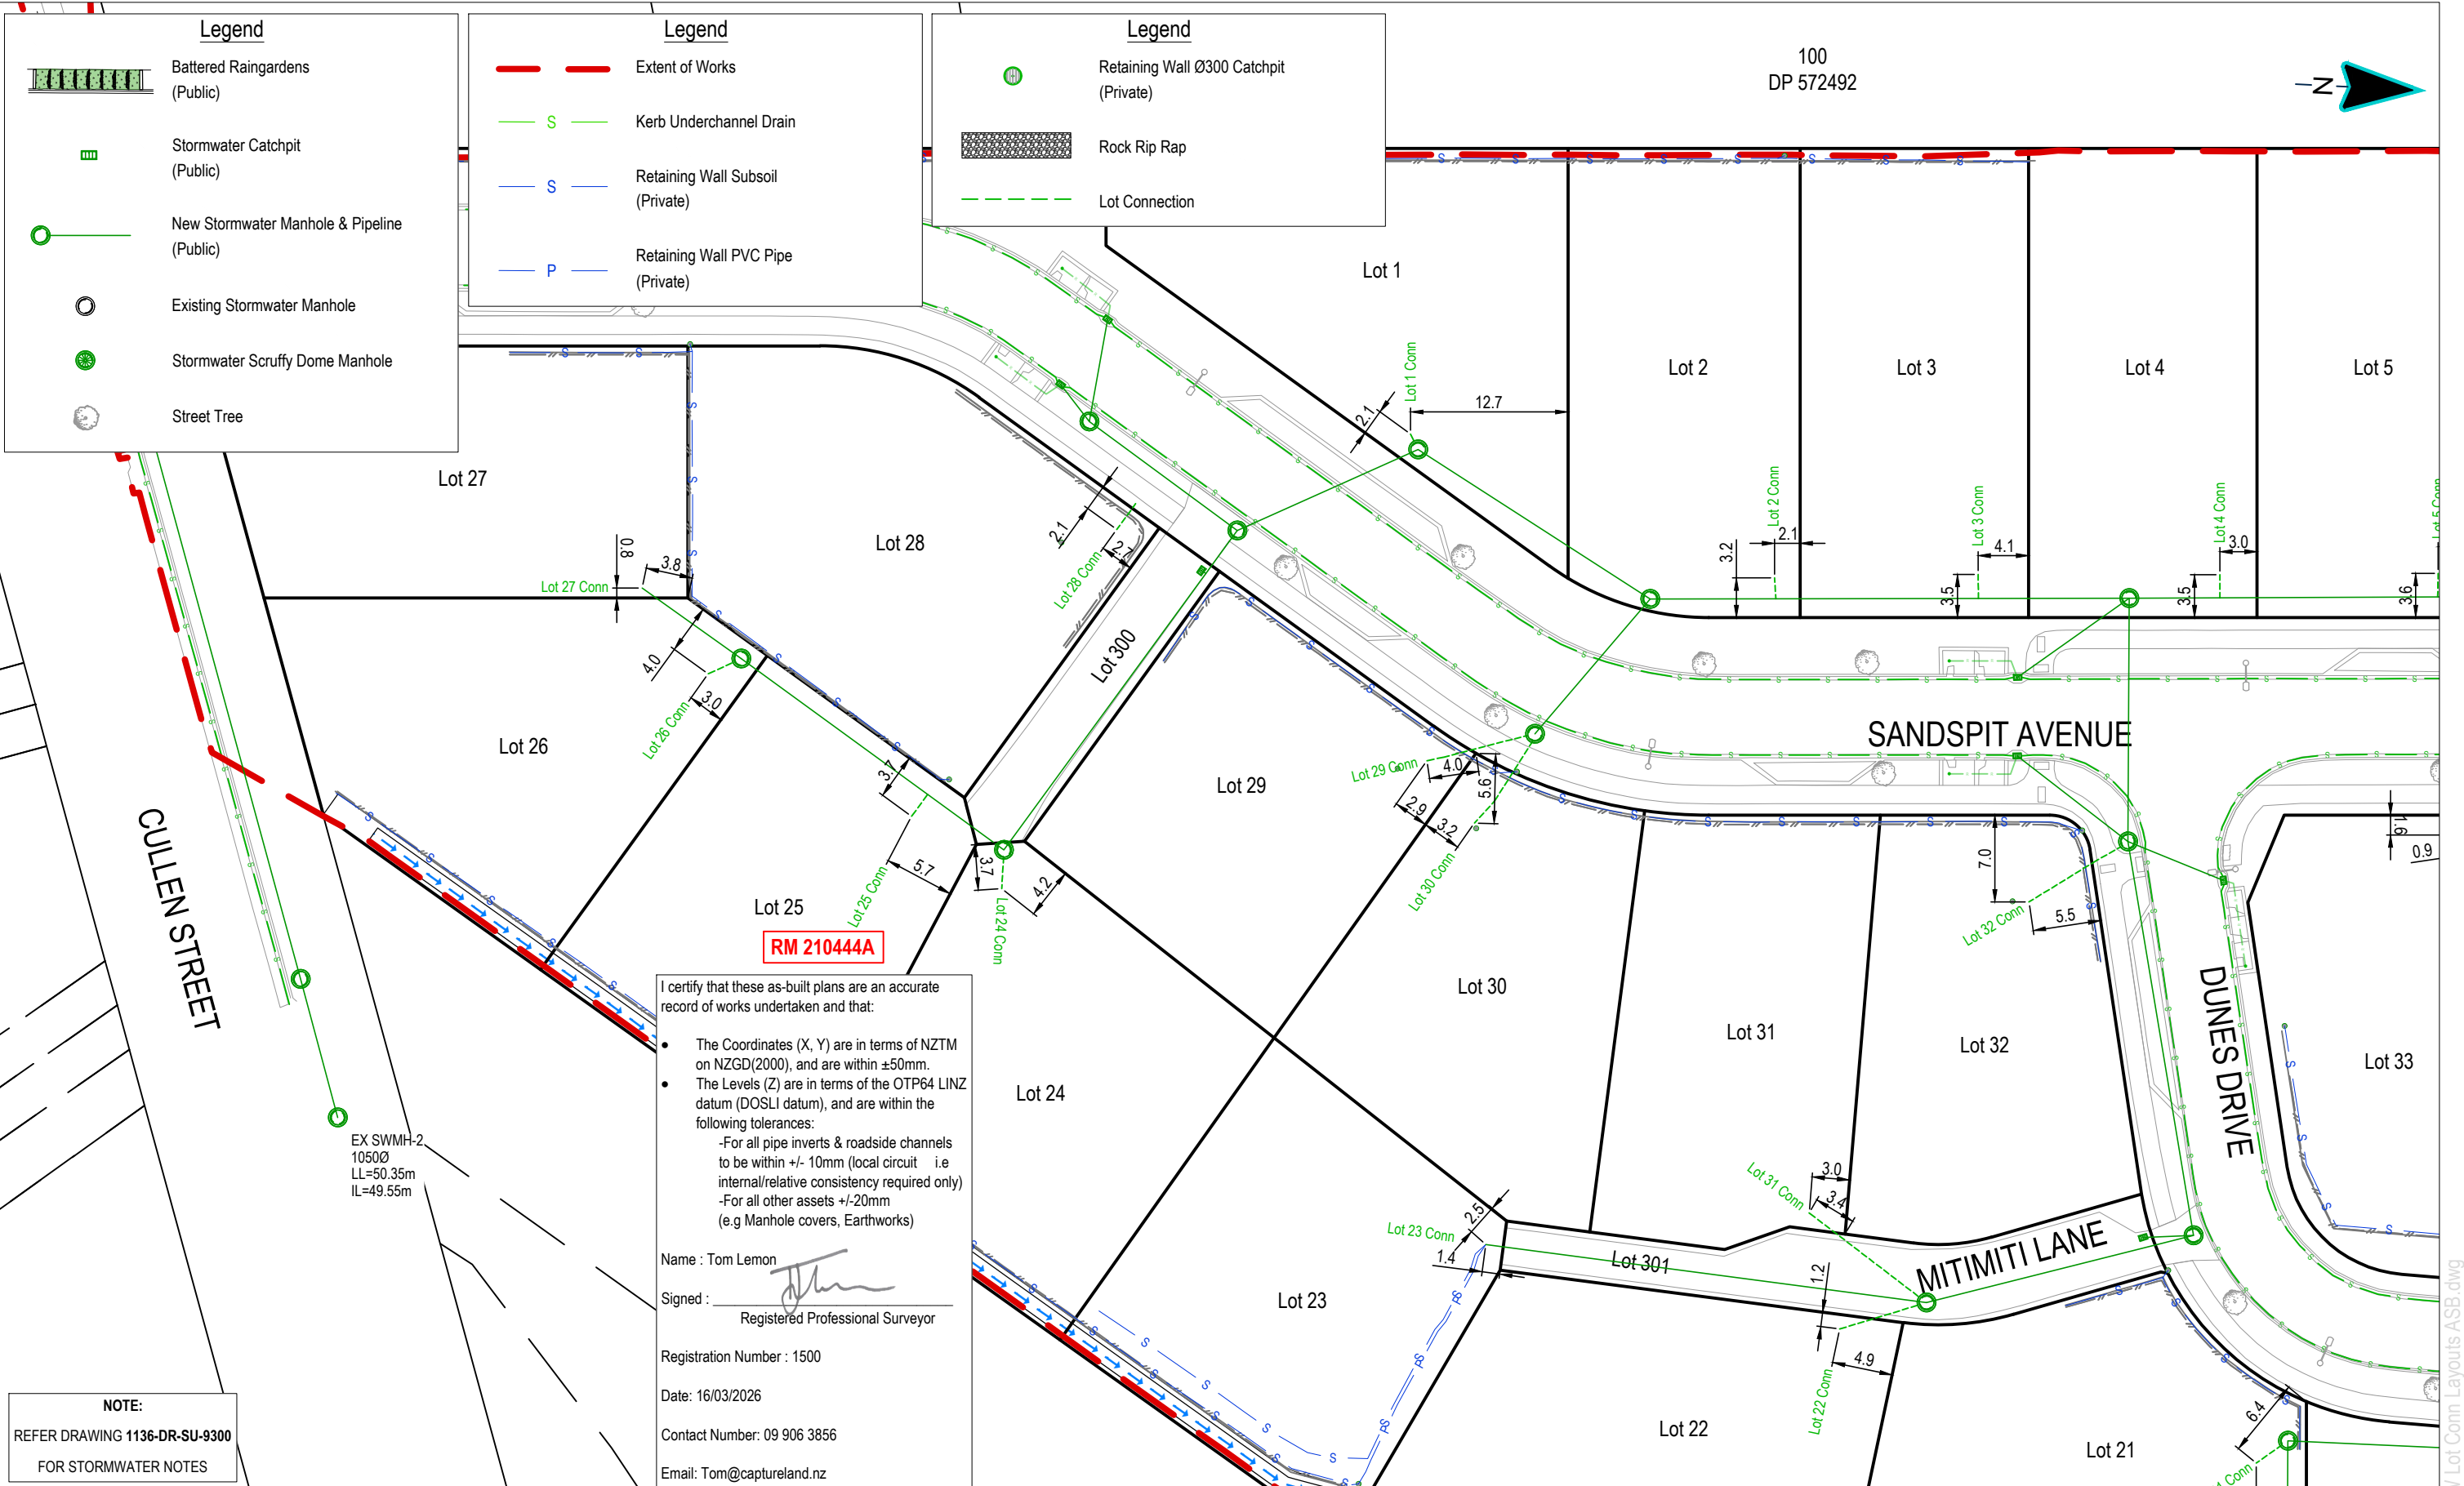 Legend
Battered Raingardens
(Public)
Stormwater Catchpit
(Public)
New Stormwater Manhole & Pipeline
(Public)
Existing Stormwater Manhole
Stormwater Scruffy Dome Manhole
Street Tree
Legend
Extent of Works
S
Kerb Underchannel Drain
S
Retaining Wall Subsoil
(Private)
P
Retaining Wall PVC Pipe
(Private)
Legend
Retaining Wall Ø300 Catchpit
(Private)
Rock Rip Rap
Lot Connection
100
DP 572492
N
Lot 1
Lot 2
Lot 3
Lot 4
Lot 5
Lot 1 Conn
12.7
2.1
Lot 2 Conn
2.1
3.2
Lot 3 Conn
4.1
3.5
Lot 4 Conn
3.0
3.5
Lot 5 Conn
3.6
Lot 27
Lot 28
0.8
3.8
Lot 27 Conn
2.1
2.7
Lot 28 Conn
4.0
3.0
Lot 26 Conn
Lot 300
Lot 26
3.7
5.7
Lot 25 Conn
Lot 25
3.7
4.2
Lot 24 Conn
Lot 29
Lot 29 Conn
4.0
5.6
2.9
3.2
Lot 30 Conn
SANDSPIT AVENUE
7.0
5.5
Lot 32 Conn
1.6
0.9
CULLEN STREET
DUNES DRIVE
Lot 30
Lot 31
Lot 32
Lot 33
Lot 24
EX SWMH-2
1050Ø
LL=50.35m
IL=49.55m
RM 210444A
I certify that these as-built plans are an accurate
record of works undertaken and that:
• The Coordinates (X, Y) are in terms of NZTM
on NZGD(2000), and are within ±50mm.
• The Levels (Z) are in terms of the OTP64 LINZ
datum (DOSLI datum), and are within the
following tolerances:
-For all pipe inverts & roadside channels
to be within +/- 10mm (local circuit i.e
internal/relative consistency required only)
-For all other assets +/-20mm
(e.g Manhole covers, Earthworks)
Name : Tom Lemon
Signed :
Registered Professional Surveyor
Registration Number : 1500
Date: 16/03/2026
Contact Number: 09 906 3856
Email: Tom@captureland.nz
2.5
Lot 23 Conn
1.4
Lot 301
Lot 31 Conn
3.0
3.4
MITIMITI LANE
1.2
4.9
Lot 22 Conn
Lot 23
Lot 22
Lot 21
6.4
1 Conn
NOTE:
REFER DRAWING 1136-DR-SU-9300
FOR STORMWATER NOTES
Lot Conn Layouts ASB.dwg